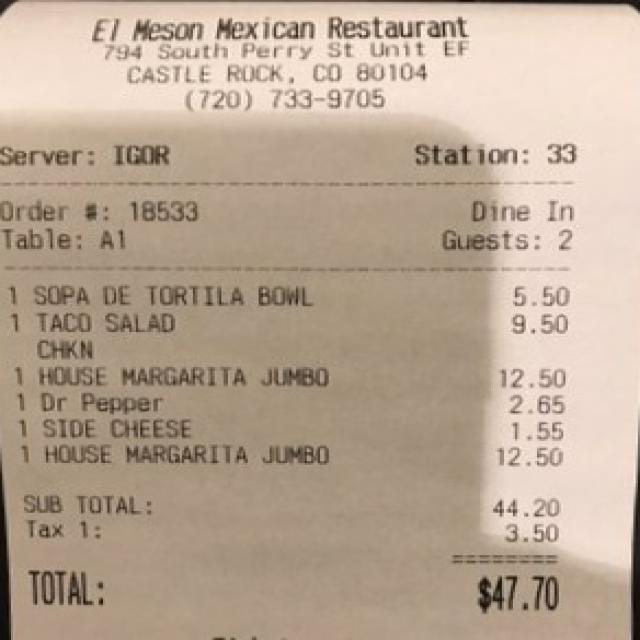 El Meson Mexican Restaurant
794 South Perry St Unit EF
CASTLE ROCK, CO 80104
(720) 733-9705
Server: IGOR Station: 33
Order #: 18533 Dine In
Table: A1 Guests: 2
1 SOPA DE TORTILA BOWL 5.50
1 TACO SALAD 9.50
CHKN
1 HOUSE MARGARITA JUMBO 12.50
1 Dr Pepper 2.65
1 SIDE CHEESE 1.55
1 HOUSE MARGARITA JUMBO 12.50
SUB TOTAL: 44.20
Tax 1: 3.50
========
TOTAL: $47.70